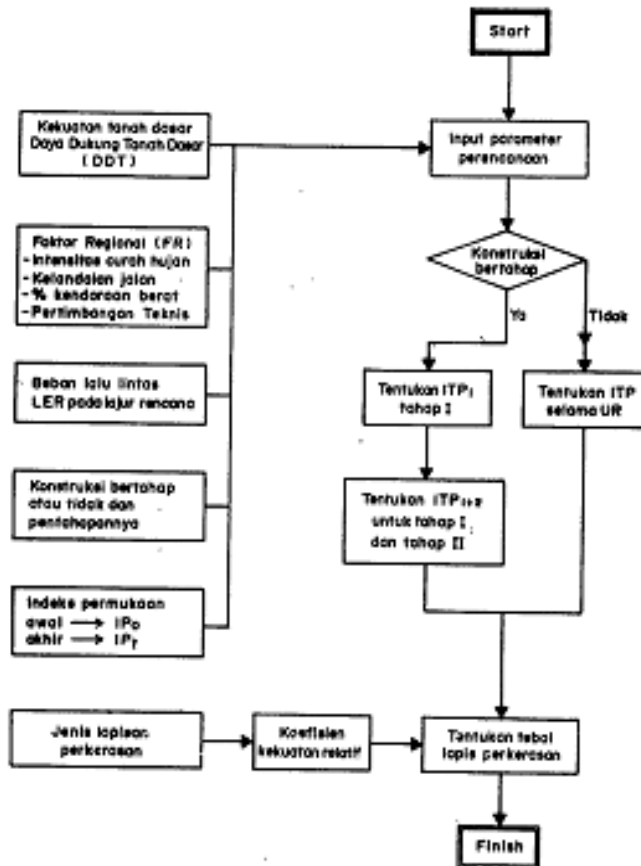 Start
Kekuatan tanah dasar
Daya Dukung Tanah Dasar
(DDT)
Input parameter
perencanaan
Faktor Regional (FR)
- Intensitas curah hujan
- Kelandaian jalan
- % kendaraan berat
- Pertimbangan Teknis
Konstruksi
bertahap
Ya
Tidak
Beban lalu lintas
LER pada lajur rencana
Tentukan ITP₁
tahap I
Tentukan ITP
selama UR
Konstruksi bertahap
atau tidak dan
pentahapannya
Tentukan ITP₁₊₂
untuk tahap I
dan tahap II
Indeks permukaan
awal → IPo
akhir → IPt
Jenis lapisan
perkerasan
Koefisien
kekuatan relatif
Tentukan tebal
lapis perkerasan
Finish